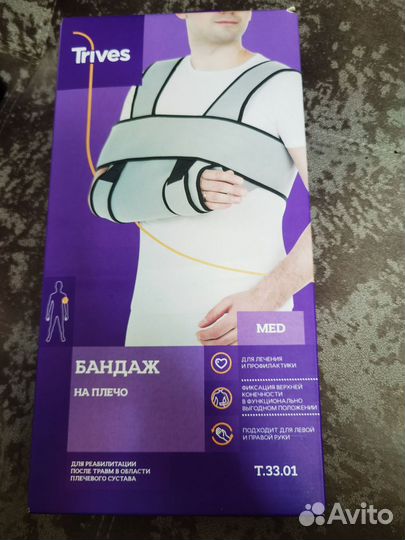 Trives
MED
БАНДАЖ
НА ПЛЕЧО
ДЛЯ ЛЕЧЕНИЯ
И ПРОФИЛАКТИКИ
ФИКСАЦИЯ ВЕРХНЕЙ
КОНЕЧНОСТИ
В ФУНКЦИОНАЛЬНО
ВЫГОДНОМ ПОЛОЖЕНИИ
ПОДХОДИТ ДЛЯ ЛЕВОЙ
И ПРАВОЙ РУКИ
ДЛЯ РЕАБИЛИТАЦИИ
ПОСЛЕ ТРАВМ В ОБЛАСТИ
ПЛЕЧЕВОГО СУСТАВА
Т.33.01
Avito